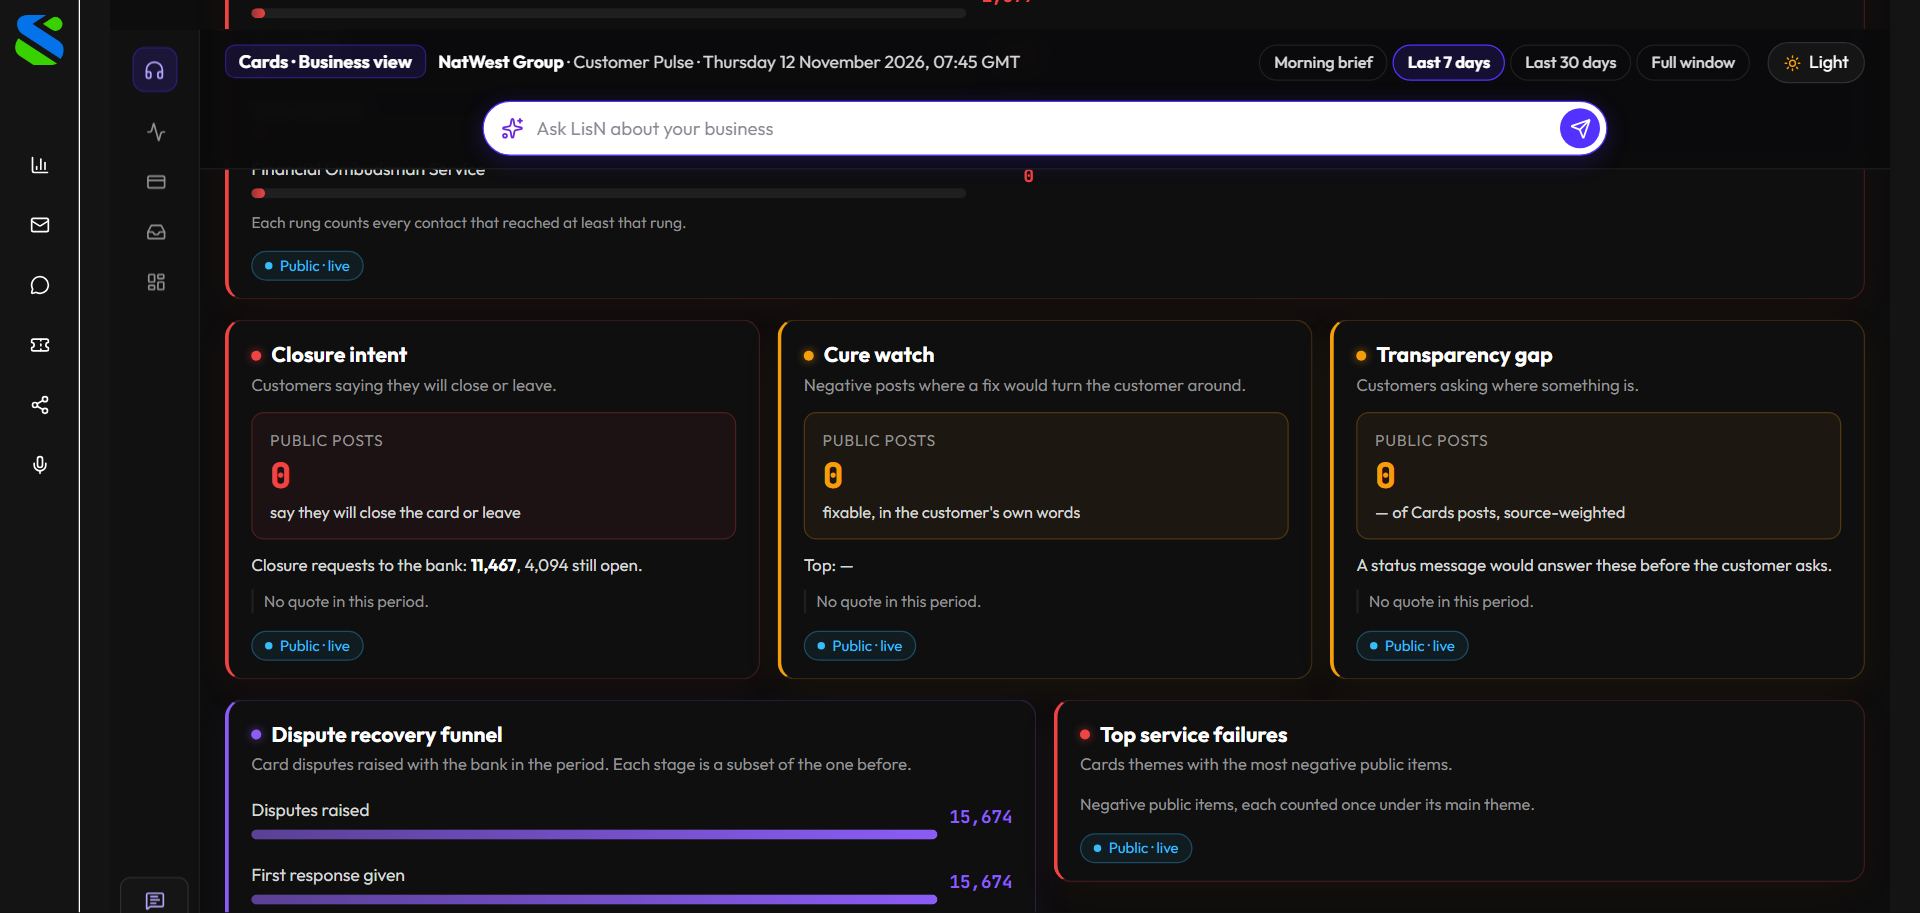 Cards · Business view
NatWest Group · Customer Pulse · Thursday 12 November 2026, 07:45 GMT
Morning brief
Last 7 days
Last 30 days
Full window
Light
Ask LisN about your business
Financial Ombudsman Service
0
Each rung counts every contact that reached at least that rung.
Public · live
Closure intent
Customers saying they will close or leave.
PUBLIC POSTS
0
say they will close the card or leave
Closure requests to the bank: 11,467, 4,094 still open.
No quote in this period.
Public · live
Cure watch
Negative posts where a fix would turn the customer around.
PUBLIC POSTS
0
fixable, in the customer's own words
Top: —
No quote in this period.
Public · live
Transparency gap
Customers asking where something is.
PUBLIC POSTS
0
— of Cards posts, source-weighted
A status message would answer these before the customer asks.
No quote in this period.
Public · live
Dispute recovery funnel
Card disputes raised with the bank in the period. Each stage is a subset of the one before.
Disputes raised
15,674
First response given
15,674
Top service failures
Cards themes with the most negative public items.
Negative public items, each counted once under its main theme.
Public · live